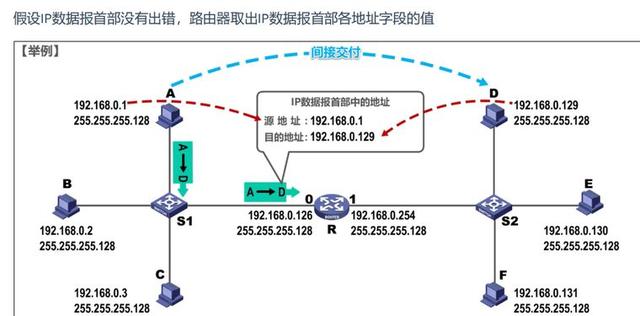 假设IP数据报首部没有出错，路由器取出IP数据报首部各地址字段的值
【举例】
间接交付
A
D
IP数据报首部中的地址
源 地 址：192.168.0.1
目的地址：192.168.0.129
192.168.0.1
255.255.255.128
192.168.0.129
255.255.255.128
A → D
A → D
B
192.168.0.2
255.255.255.128
S1
0
1
192.168.0.126
255.255.255.128
R
192.168.0.254
255.255.255.128
S2
E
192.168.0.130
255.255.255.128
C
192.168.0.3
255.255.255.128
F
192.168.0.131
255.255.255.128